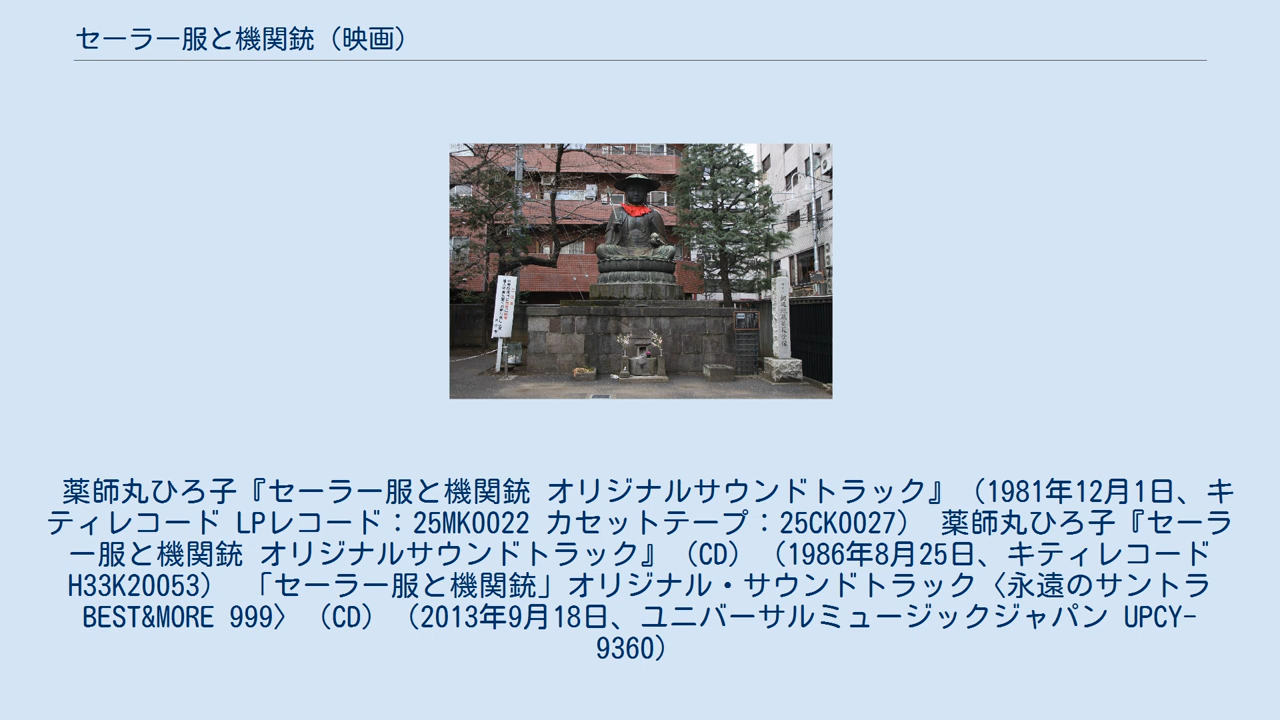 セーラー服と機関銃（映画）
薬師丸ひろ子『セーラー服と機関銃 オリジナルサウンドトラック』（1981年12月1日、キ
ティレコード LPレコード：25MK0022 カセットテープ：25CK0027） 薬師丸ひろ子『セーラ
ー服と機関銃 オリジナルサウンドトラック』（CD）（1986年8月25日、キティレコード
H33K20053） 「セーラー服と機関銃」オリジナル・サウンドトラック〈永遠のサントラ
BEST&MORE 999〉（CD）（2013年9月18日、ユニバーサルミュージックジャパン UPCY-
9360）